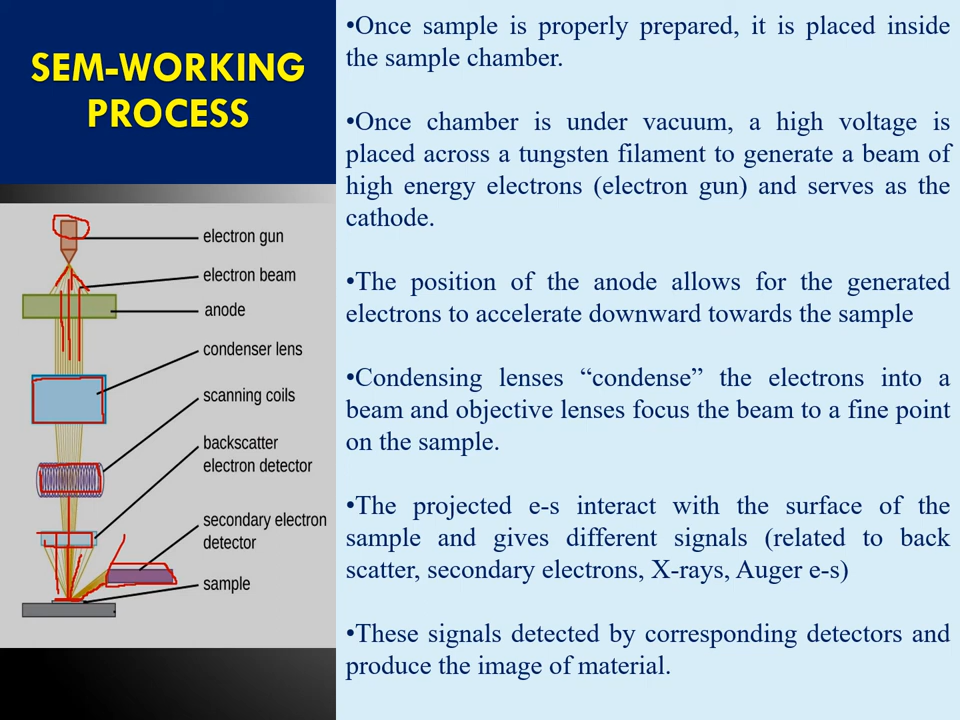 SEM-WORKING
PROCESS
electron gun
electron beam
anode
condenser lens
scanning coils
backscatter
electron detector
secondary electron
detector
sample
•Once sample is properly prepared, it is placed inside
the sample chamber.
•Once chamber is under vacuum, a high voltage is
placed across a tungsten filament to generate a beam of
high energy electrons (electron gun) and serves as the
cathode.
•The position of the anode allows for the generated
electrons to accelerate downward towards the sample
•Condensing lenses “condense” the electrons into a
beam and objective lenses focus the beam to a fine point
on the sample.
•The projected e-s interact with the surface of the
sample and gives different signals (related to back
scatter, secondary electrons, X-rays, Auger e-s)
•These signals detected by corresponding detectors and
produce the image of material.